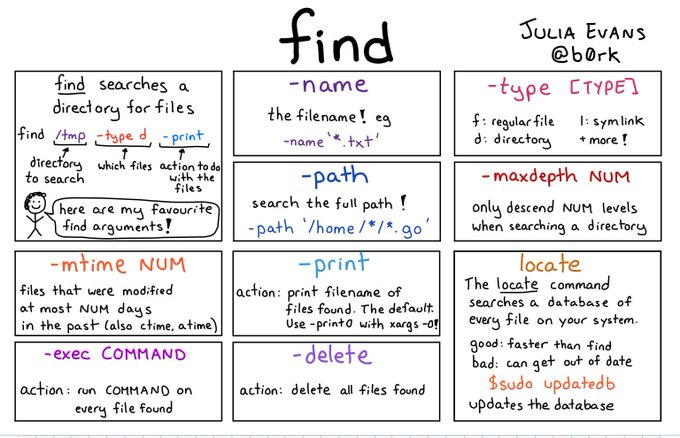 find
JULIA EVANS
@b0rk
find searches a
directory for files
find /tmp -type d -print
directory
to search
which files
action to do
with the
files
here are my favourite
find arguments!
-name
the filename! eg
-name '*.txt'
-path
search the full path!
-path '/home/*/*.go'
-type [TYPE]
f: regular file l: symlink
d: directory + more!
-maxdepth NUM
only descend NUM levels
when searching a directory
-mtime NUM
files that were modified
at most NUM days
in the past (also ctime, atime)
-print
action: print filename of
files found. The default.
Use -print0 with xargs -0!
locate
The locate command
searches a database of
every file on your system.
good: faster than find
bad: can get out of date
$sudo updatedb
updates the database
-exec COMMAND
action: run COMMAND on
every file found
-delete
action: delete all files found